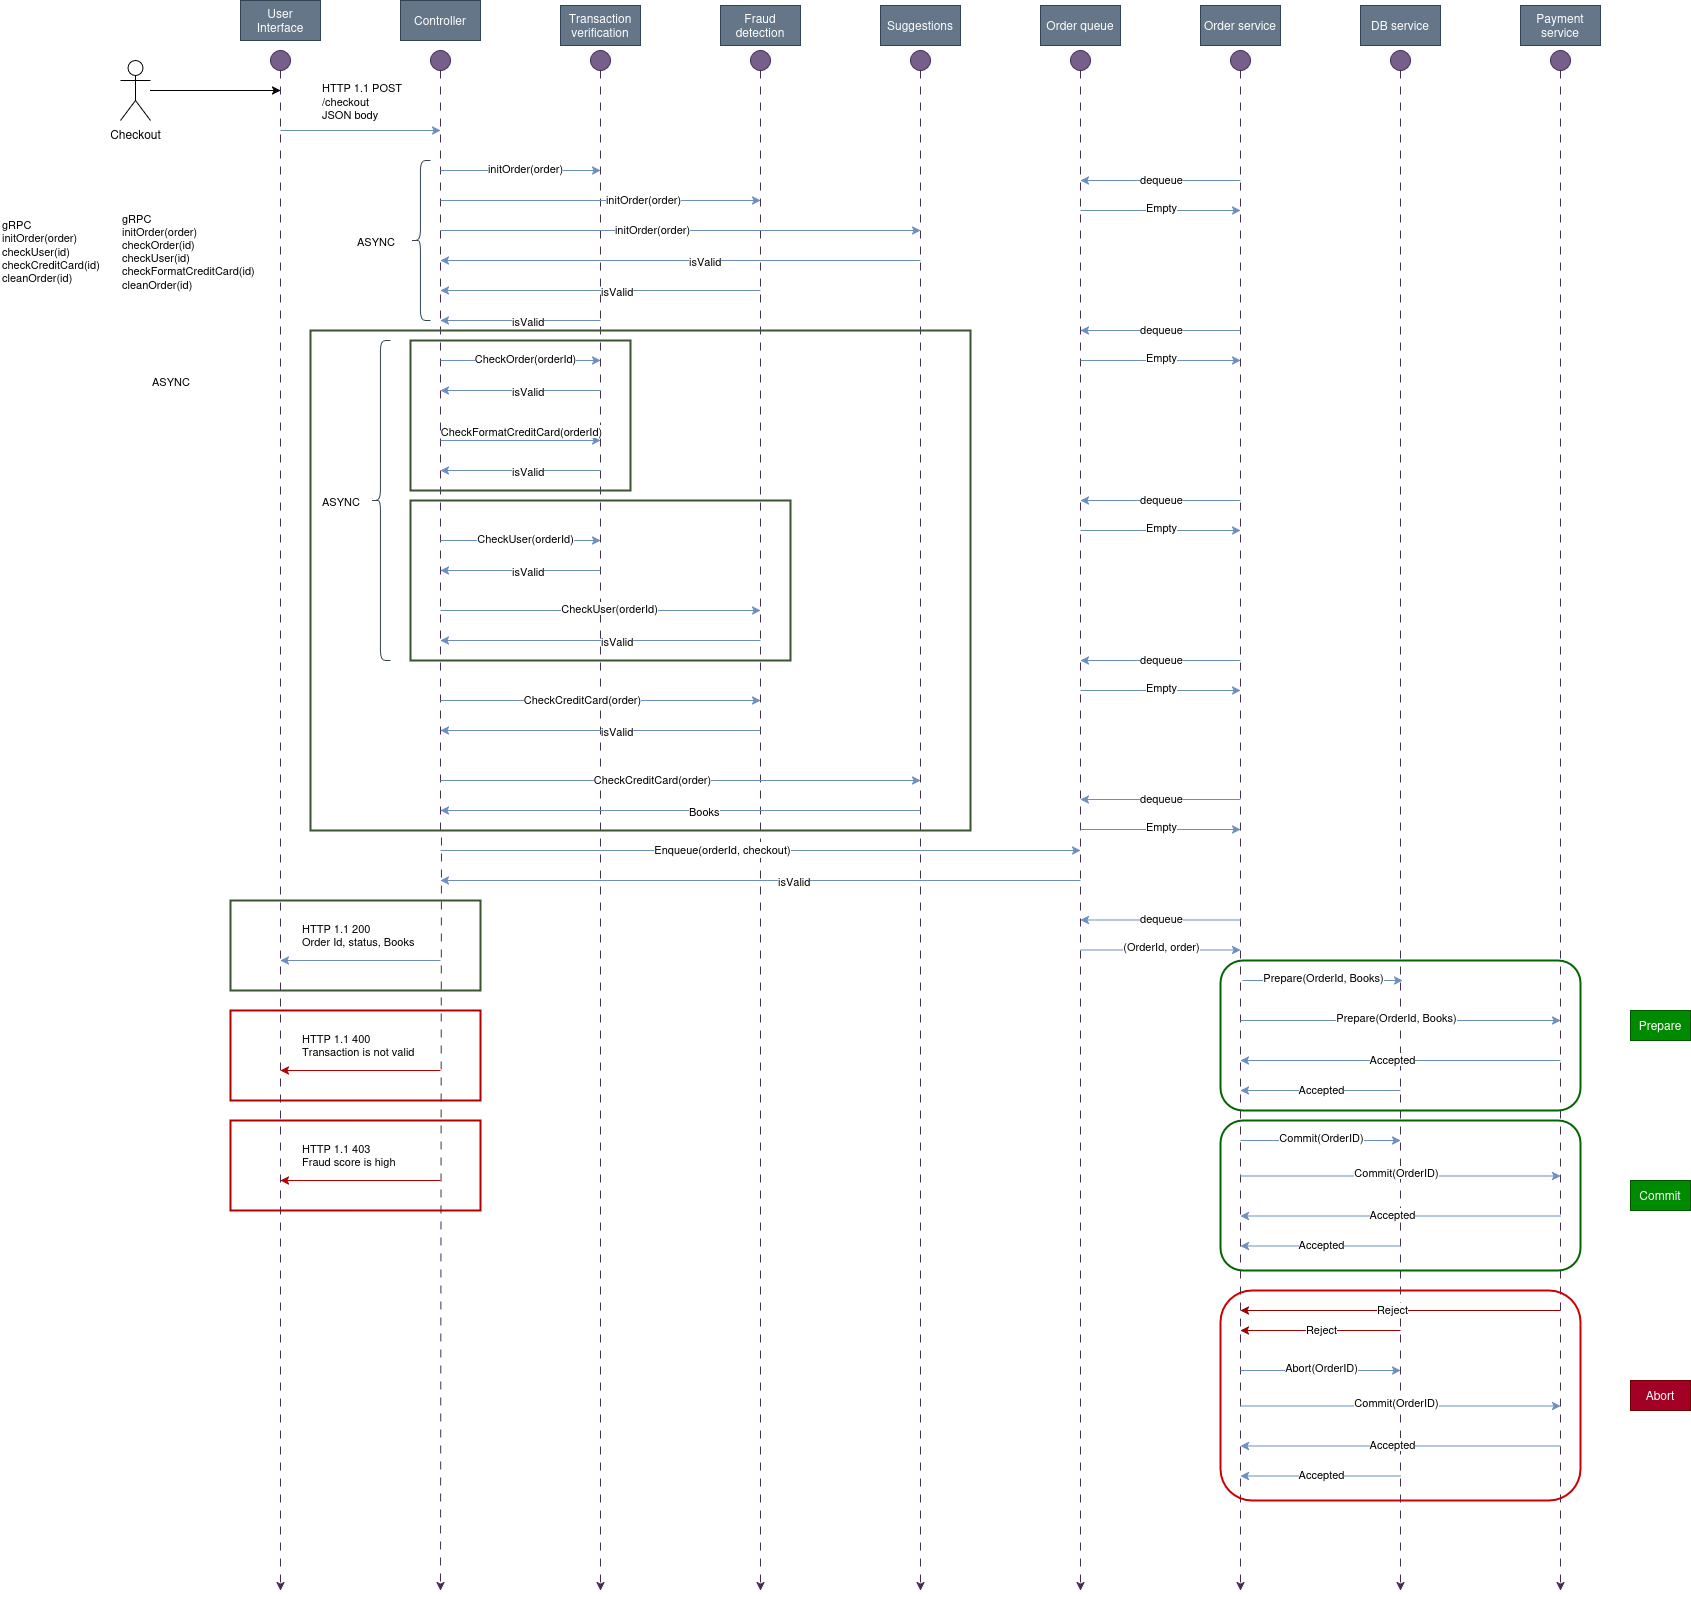 User
Interface
Controller
Transaction
verification
Fraud
detection
Suggestions
Order queue
Order service
DB service
Payment
service
Checkout
HTTP 1.1 POST
/checkout
JSON body
initOrder(order)
dequeue
initOrder(order)
Empty
gRPC
initOrder(order)
checkUser(id)
checkCreditCard(id)
cleanOrder(id)
gRPC
initOrder(order)
checkOrder(id)
checkUser(id)
checkFormatCreditCard(id)
cleanOrder(id)
ASYNC
initOrder(order)
isValid
isValid
isValid
dequeue
CheckOrder(orderId)
Empty
ASYNC
isValid
CheckFormatCreditCard(orderId)
isValid
ASYNC
dequeue
Empty
CheckUser(orderId)
isValid
CheckUser(orderId)
isValid
dequeue
Empty
CheckCreditCard(order)
isValid
CheckCreditCard(order)
dequeue
Books
Empty
Enqueue(orderId, checkout)
isValid
dequeue
HTTP 1.1 200
Order Id, status, Books
(OrderId, order)
Prepare(OrderId, Books)
Prepare(OrderId, Books)
Prepare
HTTP 1.1 400
Transaction is not valid
Accepted
Accepted
Commit(OrderID)
HTTP 1.1 403
Fraud score is high
Commit(OrderID)
Commit
Accepted
Accepted
Reject
Reject
Abort(OrderID)
Abort
Commit(OrderID)
Accepted
Accepted